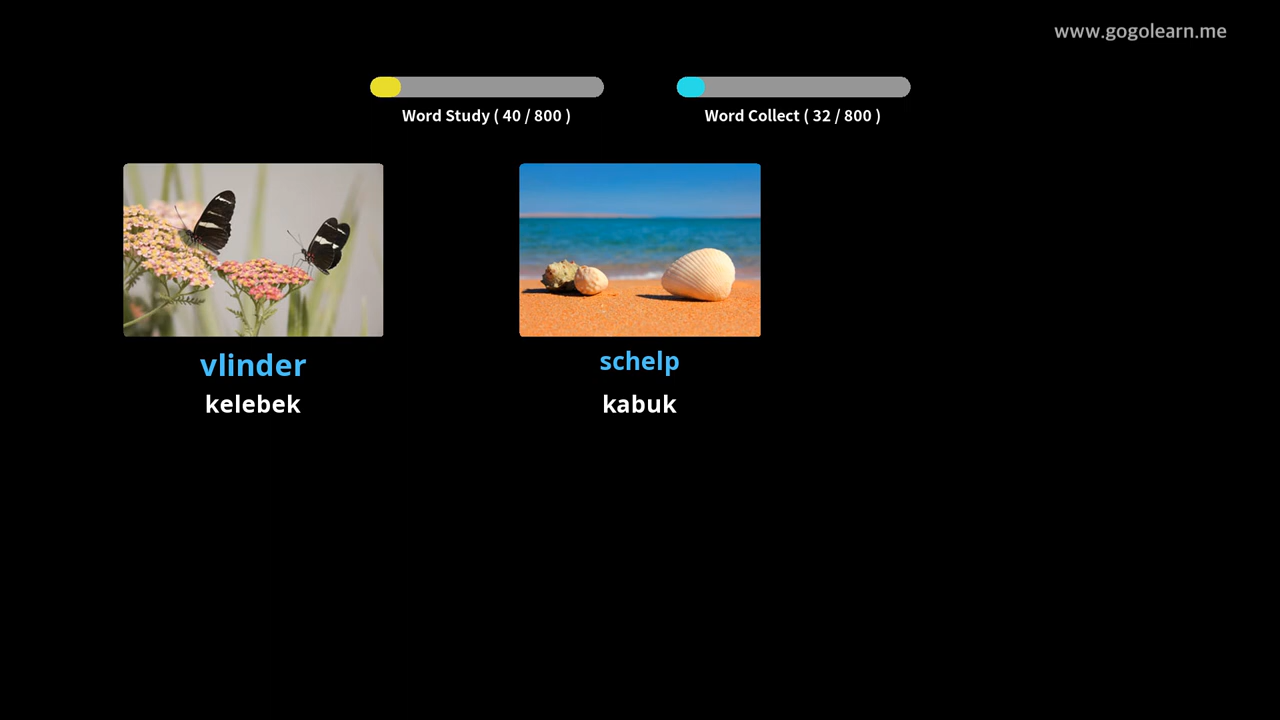 www.gogolearn.me
Word Study ( 40 / 800 )
Word Collect ( 32 / 800 )
vlinder
kelebek
schelp
kabuk